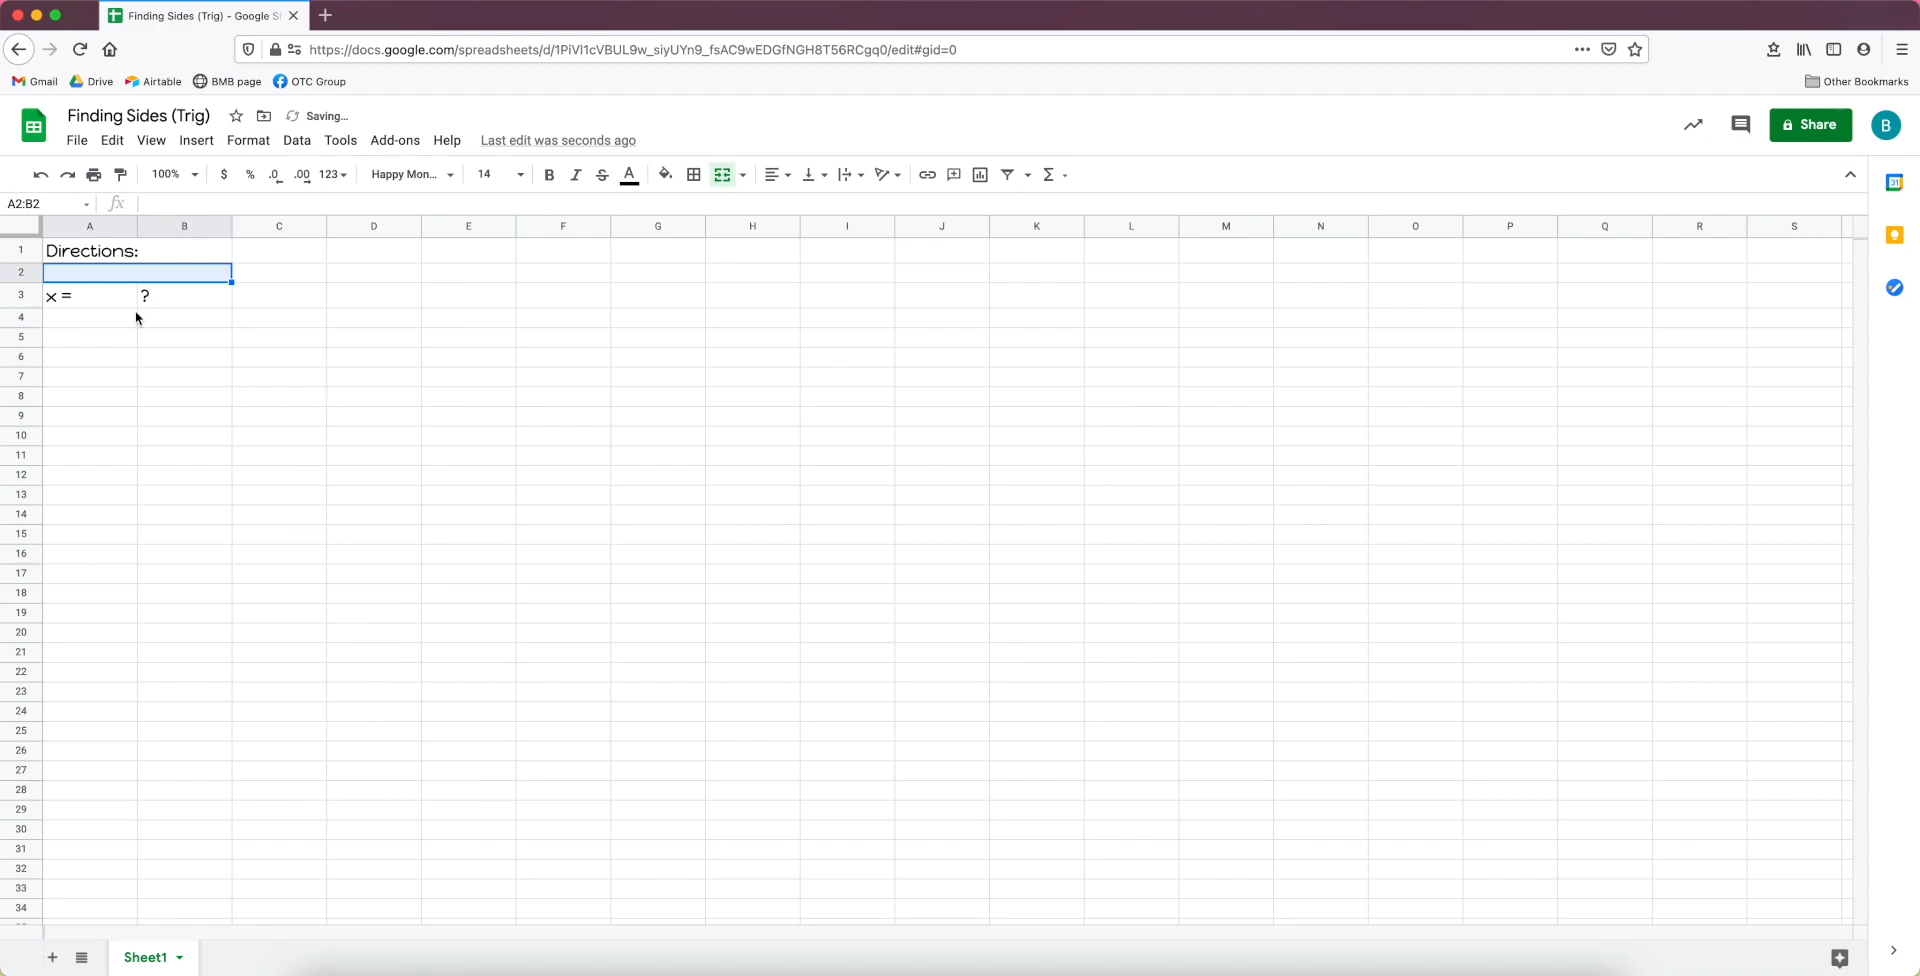 Finding Sides (Trig) - Google S
https://docs.google.com/spreadsheets/d/1PiVI1cVBUL9w_siyUYn9_fsAC9wEDGfNGH8T56RCgq0/edit#gid=0
Gmail Drive Airtable BMB page OTC Group Other Bookmarks
Finding Sides (Trig) Saving...
Share B
File Edit View Insert Format Data Tools Add-ons Help Last edit was seconds ago
100% $ % .0 .00 123 Happy Mon... 14 B I S A Σ
31
A2:B2 fx
A B C D E F G H I J K L M N O P Q R S
1 Directions:
2
3 x = ?
4
5
6
7
8
9
10
11
12
13
14
15
16
17
18
19
20
21
22
23
24
25
26
27
28
29
30
31
32
33
34
Sheet1